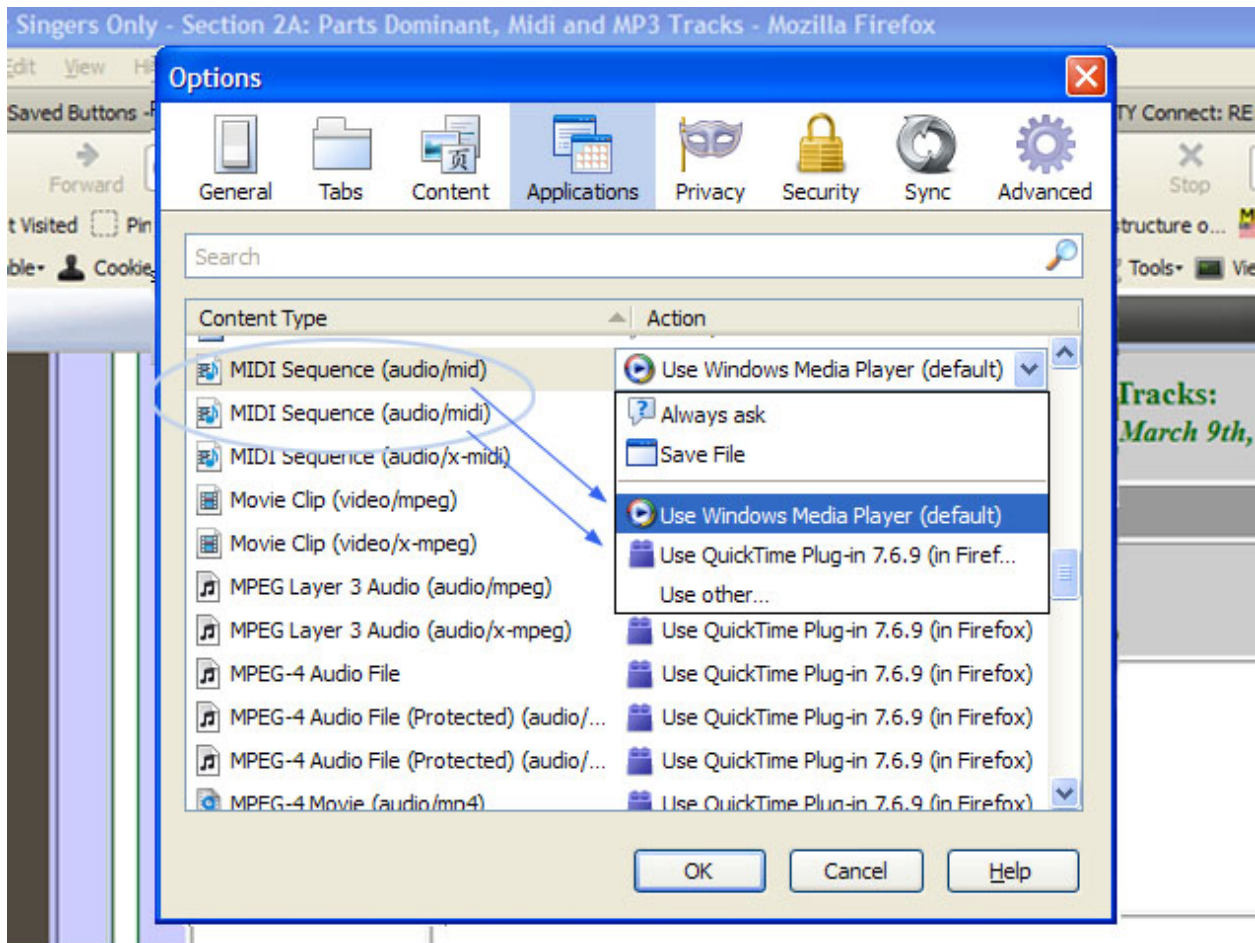 Singers Only - Section 2A: Parts Dominant, Midi and MP3 Tracks - Mozilla Firefox
Edit View
Saved Buttons
Forward
t Visited Pin
Cookie
Options
General Tabs Content Applications Privacy Security Sync Advanced
页
Search
Content Type Action
MIDI Sequence (audio/mid) Use Windows Media Player (default)
MIDI Sequence (audio/midi) Always ask
MIDI Sequence (audio/x-midi) Save File
Movie Clip (video/mpeg) Use Windows Media Player (default)
Movie Clip (video/x-mpeg) Use QuickTime Plug-in 7.6.9 (in Firef...
MPEG Layer 3 Audio (audio/mpeg) Use other...
MPEG Layer 3 Audio (audio/x-mpeg) Use QuickTime Plug-in 7.6.9 (in Firefox)
MPEG-4 Audio File Use QuickTime Plug-in 7.6.9 (in Firefox)
MPEG-4 Audio File (Protected) (audio/... Use QuickTime Plug-in 7.6.9 (in Firefox)
MPEG-4 Audio File (Protected) (audio/... Use QuickTime Plug-in 7.6.9 (in Firefox)
MPEG-4 Movie (audio/mp4) Use QuickTime Plug-in 7.6.9 (in Firefox)
OK Cancel Help
TY Connect: RE
Stop
structure o...
Tools Vie
Tracks:
March 9th,